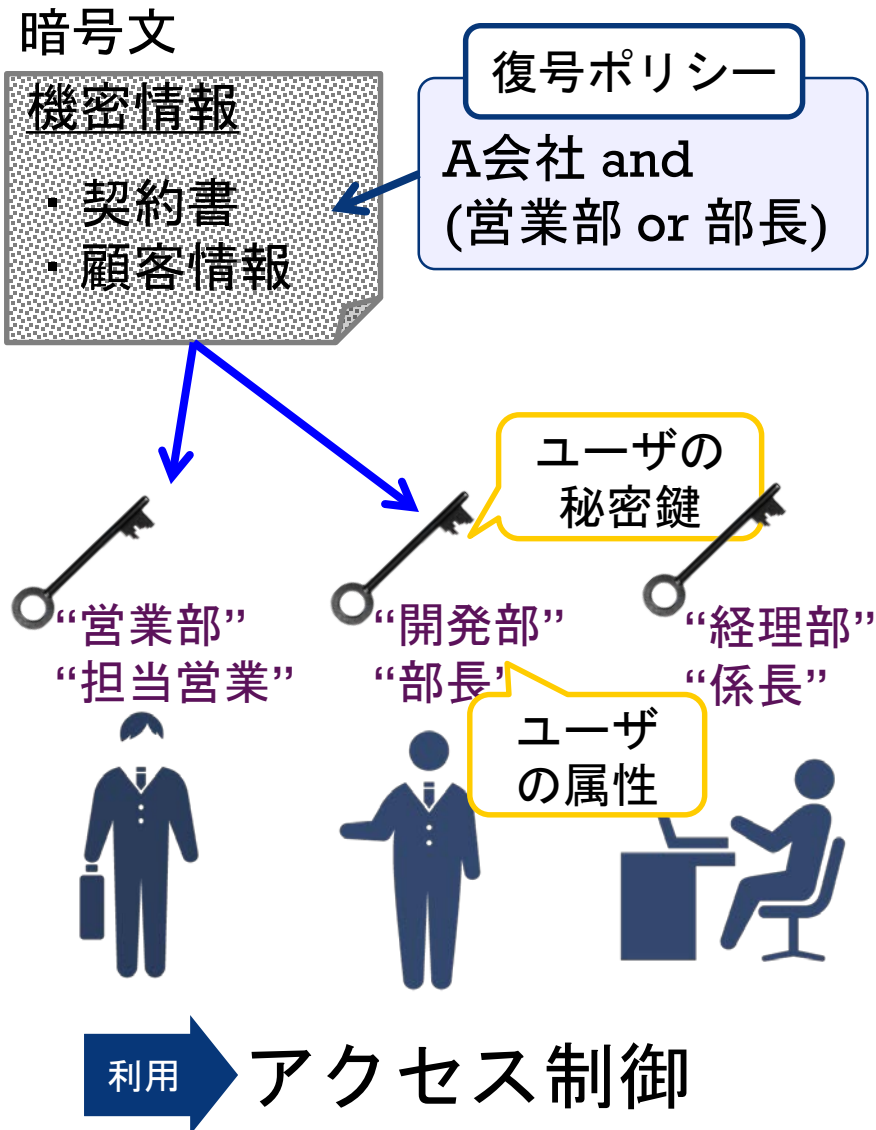 暗号文
機密情報
・契約書
・顧客情報
復号ポリシー
A会社 and
(営業部 or 部長)
ユーザの
秘密鍵
“営業部”
“担当営業”
“開発部”
“部長”
“経理部”
“係長”
ユーザ
の属性
利用
アクセス制御